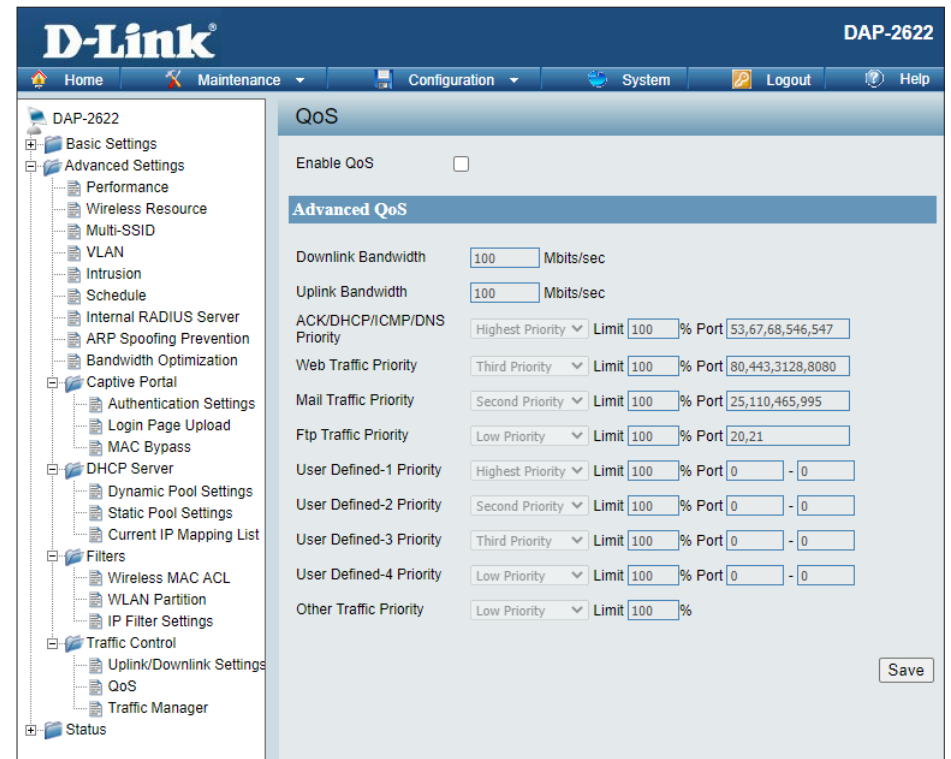 D-Link®
DAP-2622
Home Maintenance Configuration System Logout Help
DAP-2622
Basic Settings
Advanced Settings
Performance
Wireless Resource
Multi-SSID
VLAN
Intrusion
Schedule
Internal RADIUS Server
ARP Spoofing Prevention
Bandwidth Optimization
Captive Portal
Authentication Settings
Login Page Upload
MAC Bypass
DHCP Server
Dynamic Pool Settings
Static Pool Settings
Current IP Mapping List
Filters
Wireless MAC ACL
WLAN Partition
IP Filter Settings
Traffic Control
Uplink/Downlink Settings
QoS
Traffic Manager
Status
QoS
Enable QoS
Advanced QoS
Downlink Bandwidth 100 Mbits/sec
Uplink Bandwidth 100 Mbits/sec
ACK/DHCP/ICMP/DNS
Priority Highest Priority Limit 100 % Port 53,67,68,546,547
Web Traffic Priority Third Priority Limit 100 % Port 80,443,3128,8080
Mail Traffic Priority Second Priority Limit 100 % Port 25,110,465,995
Ftp Traffic Priority Low Priority Limit 100 % Port 20,21
User Defined-1 Priority Highest Priority Limit 100 % Port 0 - 0
User Defined-2 Priority Second Priority Limit 100 % Port 0 - 0
User Defined-3 Priority Third Priority Limit 100 % Port 0 - 0
User Defined-4 Priority Low Priority Limit 100 % Port 0 - 0
Other Traffic Priority Low Priority Limit 100 %
Save